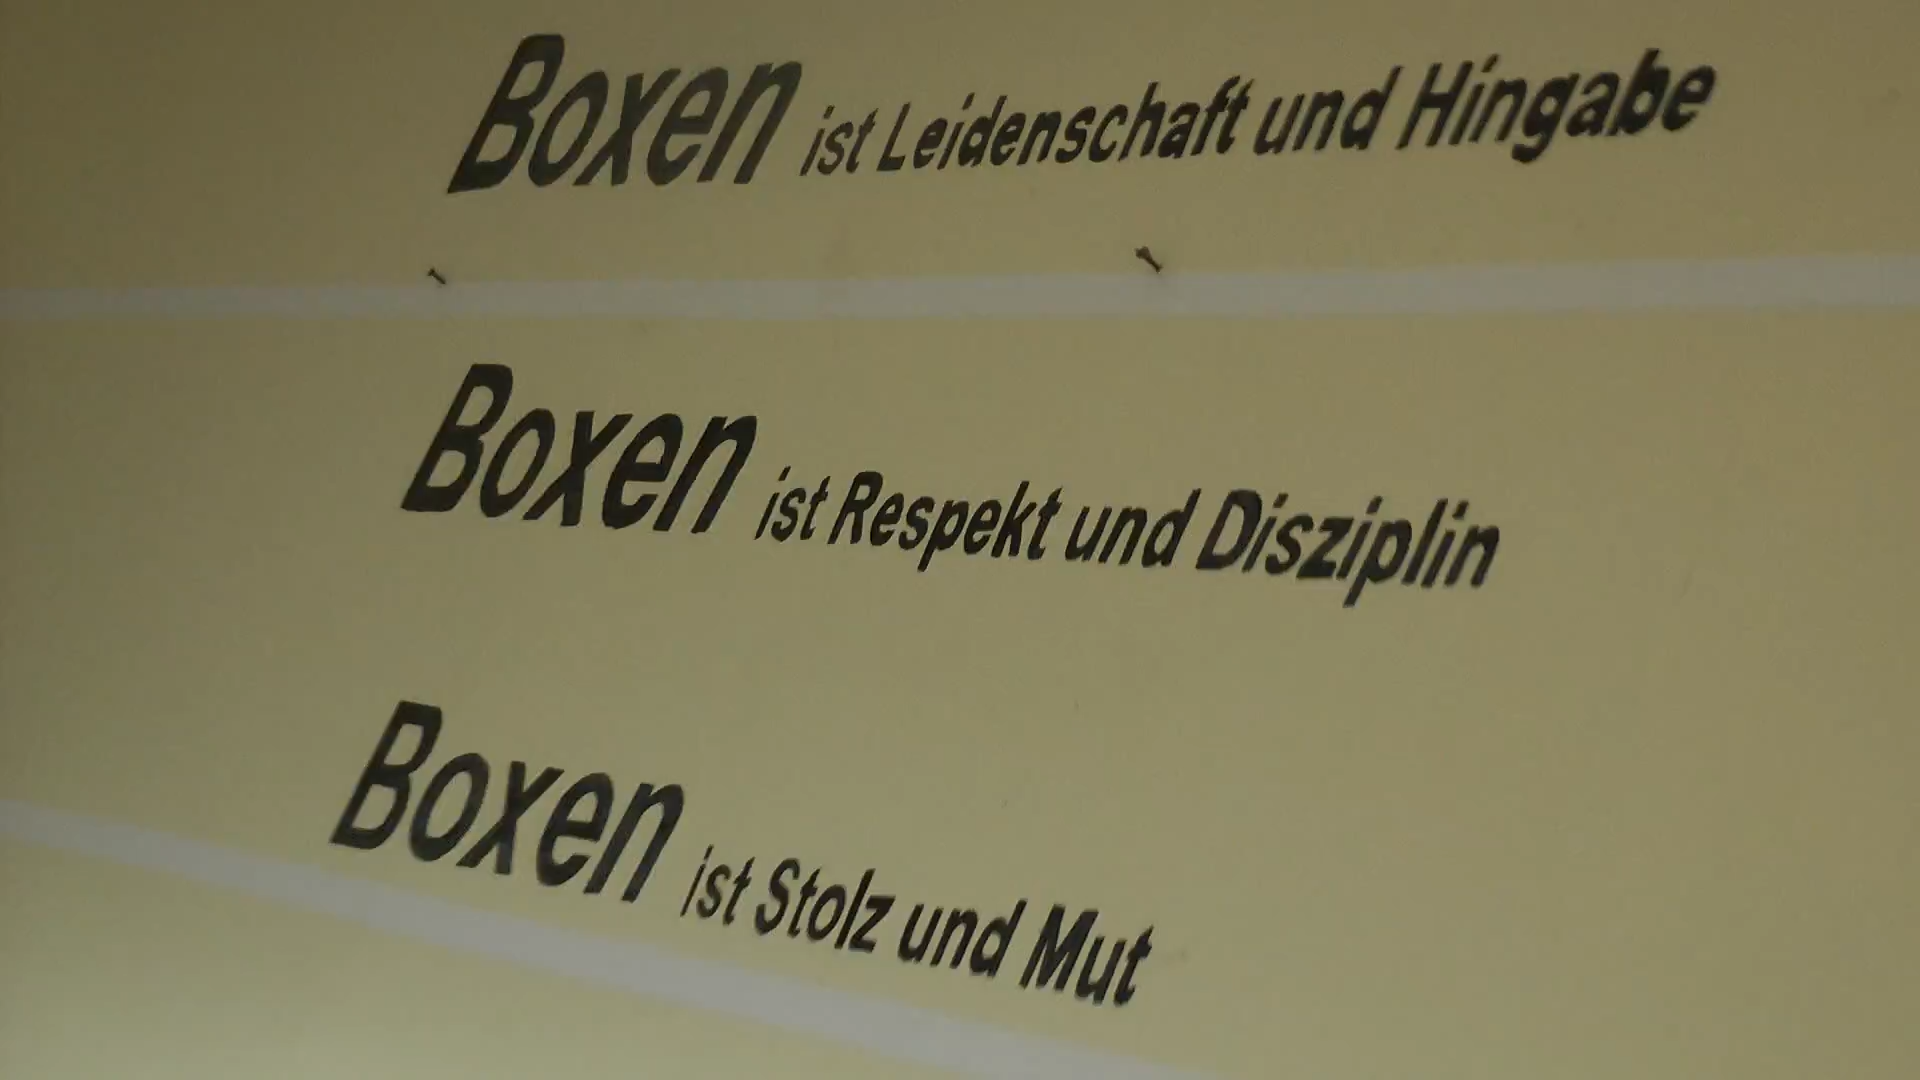 Boxen ist Leidenschaft und Hingabe
Boxen ist Respekt und Disziplin
Boxen ist Stolz und Mut